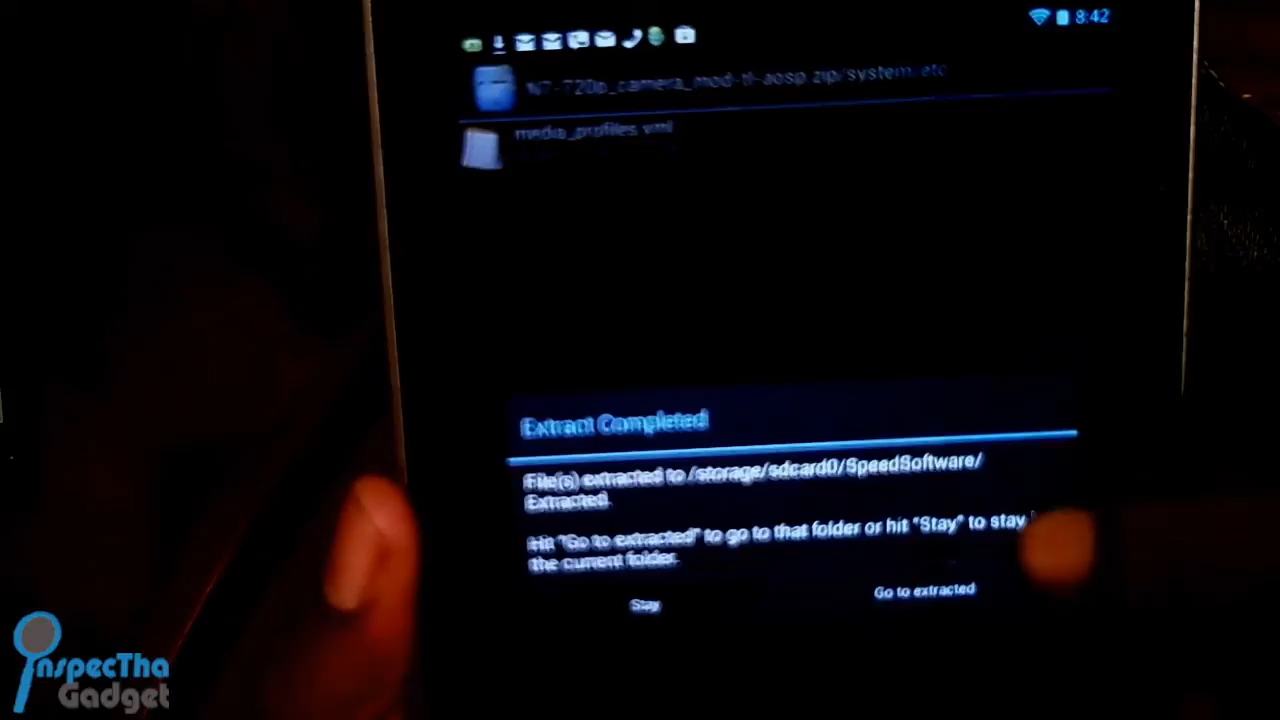 8:42
N7-720p_camera_mod-tf-aosp.zip/system/etc
media_profiles.xml
Extract Completed
File(s) extracted to /storage/sdcard0/SpeedSoftware/
Extracted.
Hit "Go to extracted" to go to that folder or hit "Stay" to stay
the current folder.
Stay
Go to extracted
InspecTha
Gadget